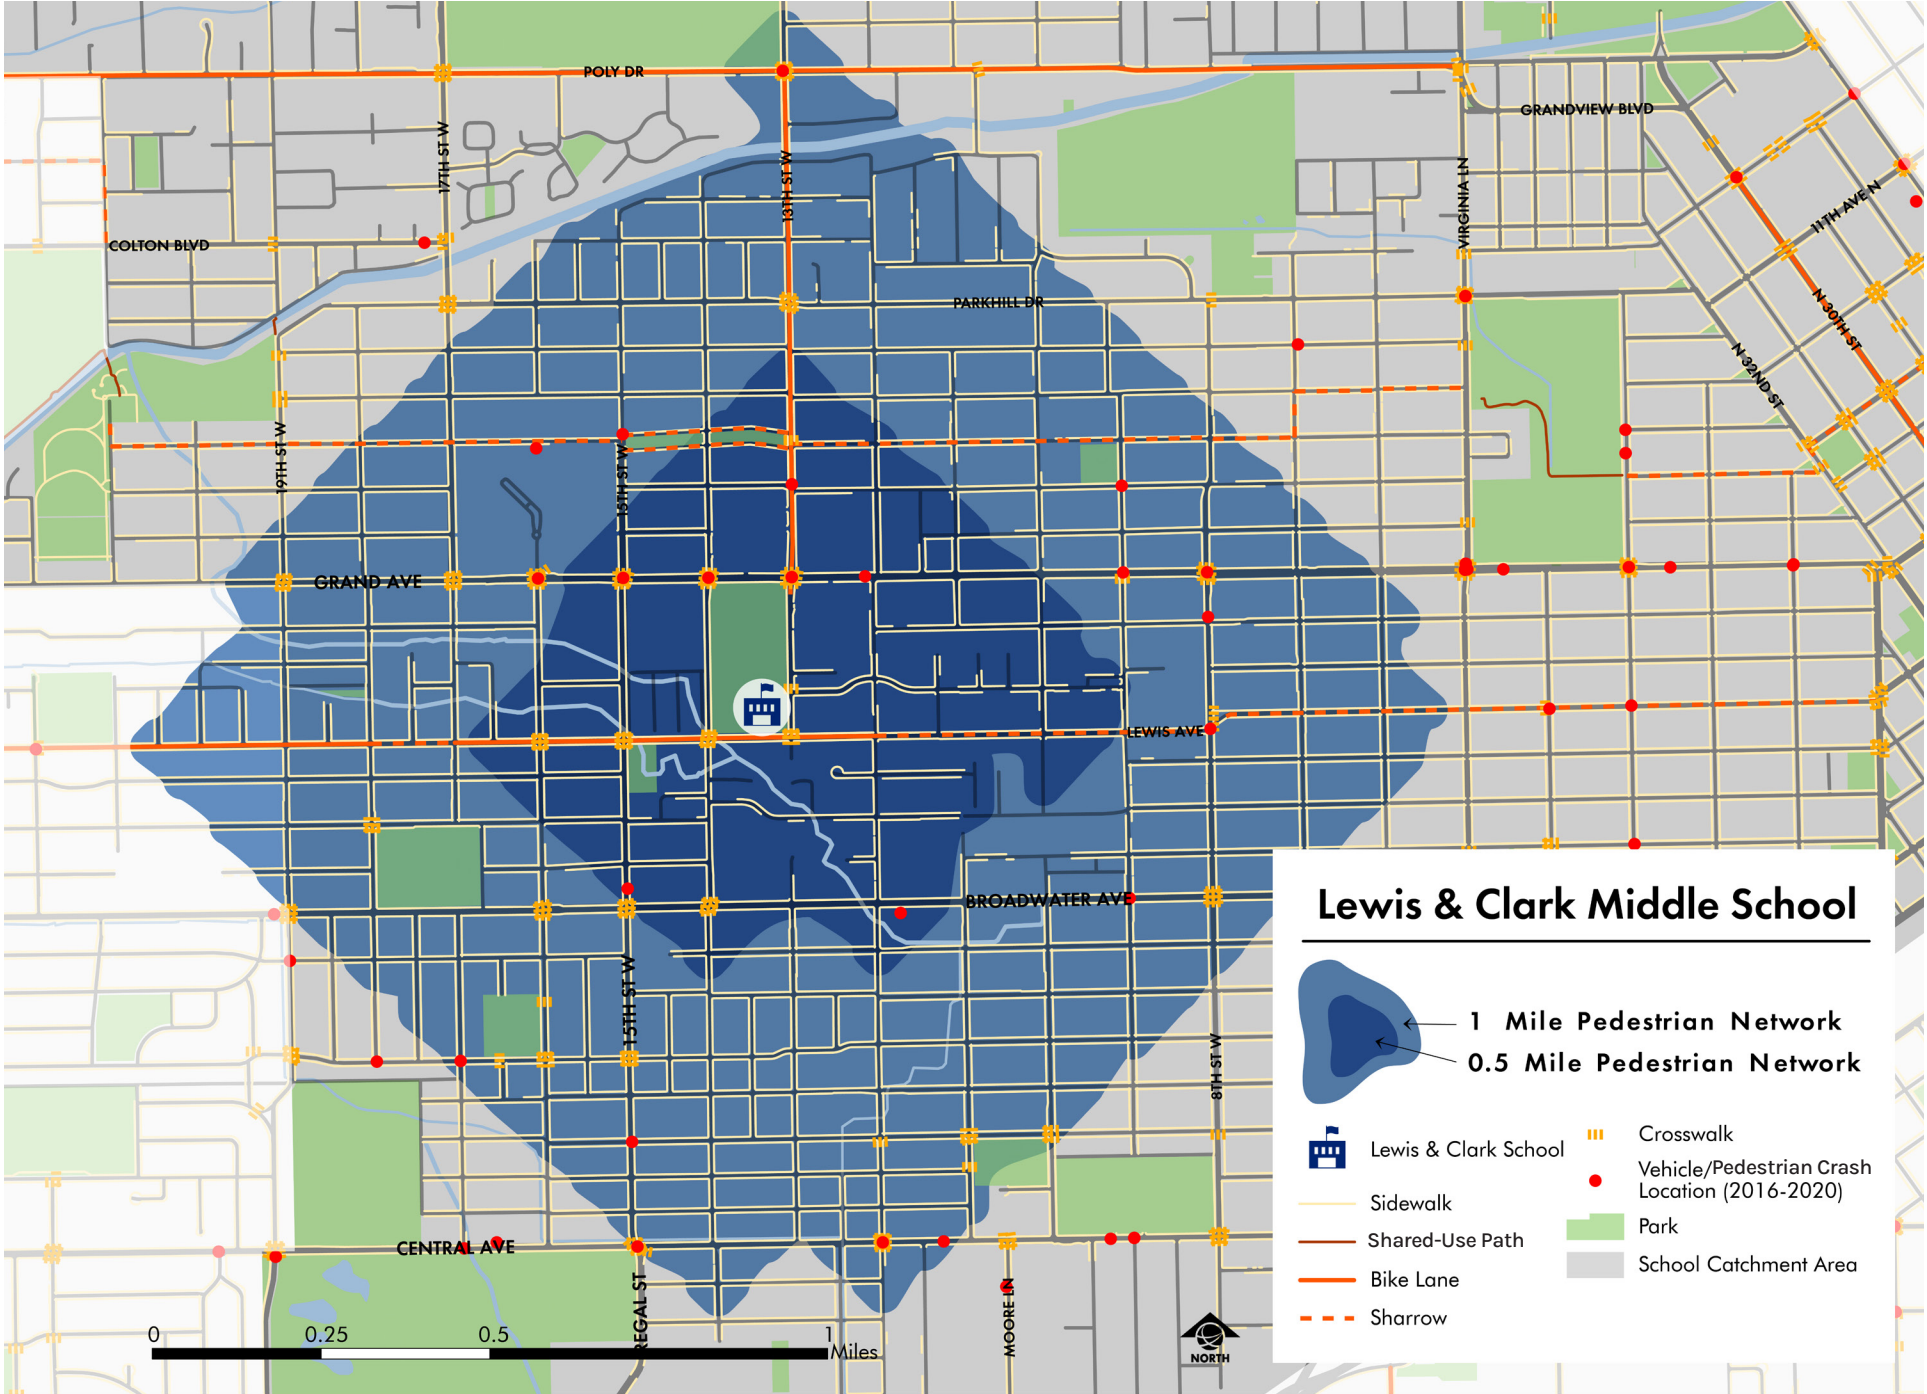 POLY DR
GRANDVIEW BLVD
17TH ST W
13TH ST W
VIRGINIA LN
11TH AVE N
COLTON BLVD
PARKHILL DR
N 30TH ST
N 32ND ST
19TH ST W
15TH ST W
GRAND AVE
LEWIS AVE
BROADWATER AVE
15TH ST W
8TH ST W
CENTRAL AVE
REGAL ST
MOORE LN
0 0.25 0.5 1
Miles
NORTH
Lewis & Clark Middle School
1 Mile Pedestrian Network
0.5 Mile Pedestrian Network
Lewis & Clark School
Sidewalk
Shared-Use Path
Bike Lane
Sharrow
Crosswalk
Vehicle/Pedestrian Crash
Location (2016-2020)
Park
School Catchment Area